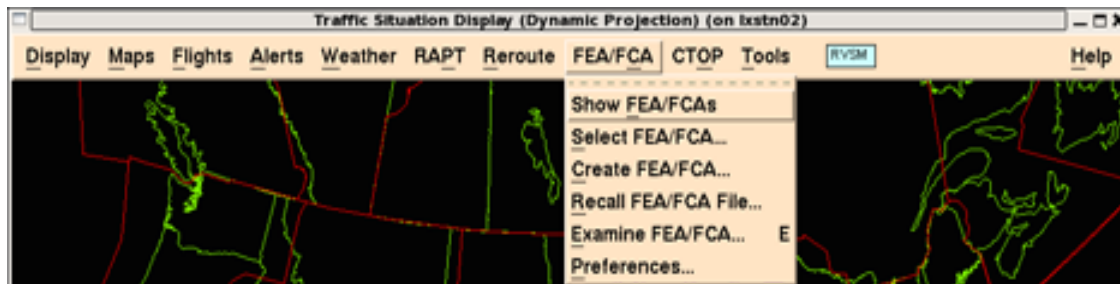 Traffic Situation Display (Dynamic Projection) (on lxstn02)
Display Maps Flights Alerts Weather RAPT Reroute FEA/FCA CTOP Tools RVSM Help
Show FEA/FCAs
Select FEA/FCA...
Create FEA/FCA...
Recall FEA/FCA File...
Examine FEA/FCA... E
Preferences...